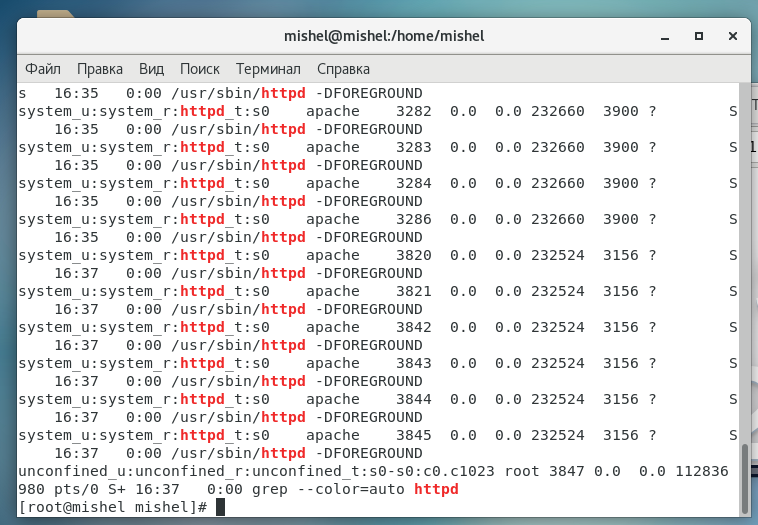 mishel@mishel:/home/mishel
Файл Правка Вид Поиск Терминал Справка
s   16:35   0:00 /usr/sbin/httpd -DFOREGROUND
system_u:system_r:httpd_t:s0    apache    3282  0.0  0.0 232660  3900 ?        S
    16:35   0:00 /usr/sbin/httpd -DFOREGROUND
system_u:system_r:httpd_t:s0    apache    3283  0.0  0.0 232660  3900 ?        S
    16:35   0:00 /usr/sbin/httpd -DFOREGROUND
system_u:system_r:httpd_t:s0    apache    3284  0.0  0.0 232660  3900 ?        S
    16:35   0:00 /usr/sbin/httpd -DFOREGROUND
system_u:system_r:httpd_t:s0    apache    3286  0.0  0.0 232660  3900 ?        S
    16:35   0:00 /usr/sbin/httpd -DFOREGROUND
system_u:system_r:httpd_t:s0    apache    3820  0.0  0.0 232524  3156 ?        S
    16:37   0:00 /usr/sbin/httpd -DFOREGROUND
system_u:system_r:httpd_t:s0    apache    3821  0.0  0.0 232524  3156 ?        S
    16:37   0:00 /usr/sbin/httpd -DFOREGROUND
system_u:system_r:httpd_t:s0    apache    3842  0.0  0.0 232524  3156 ?        S
    16:37   0:00 /usr/sbin/httpd -DFOREGROUND
system_u:system_r:httpd_t:s0    apache    3843  0.0  0.0 232524  3156 ?        S
    16:37   0:00 /usr/sbin/httpd -DFOREGROUND
system_u:system_r:httpd_t:s0    apache    3844  0.0  0.0 232524  3156 ?        S
    16:37   0:00 /usr/sbin/httpd -DFOREGROUND
system_u:system_r:httpd_t:s0    apache    3845  0.0  0.0 232524  3156 ?        S
    16:37   0:00 /usr/sbin/httpd -DFOREGROUND
unconfined_u:unconfined_r:unconfined_t:s0-s0:c0.c1023 root 3847 0.0  0.0 112836
980 pts/0 S+ 16:37   0:00 grep --color=auto httpd
[root@mishel mishel]#